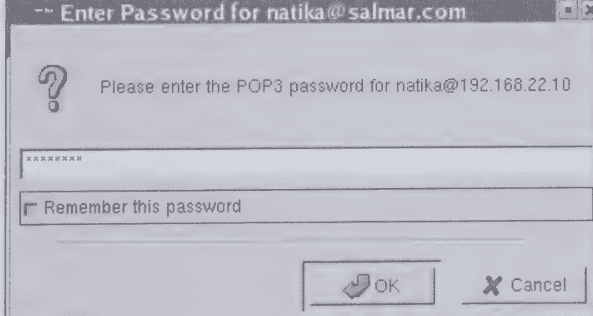 Enter Password for natika@salmar.com
Please enter the POP3 password for natika@192.168.22.10
********
Remember this password
OK
Cancel